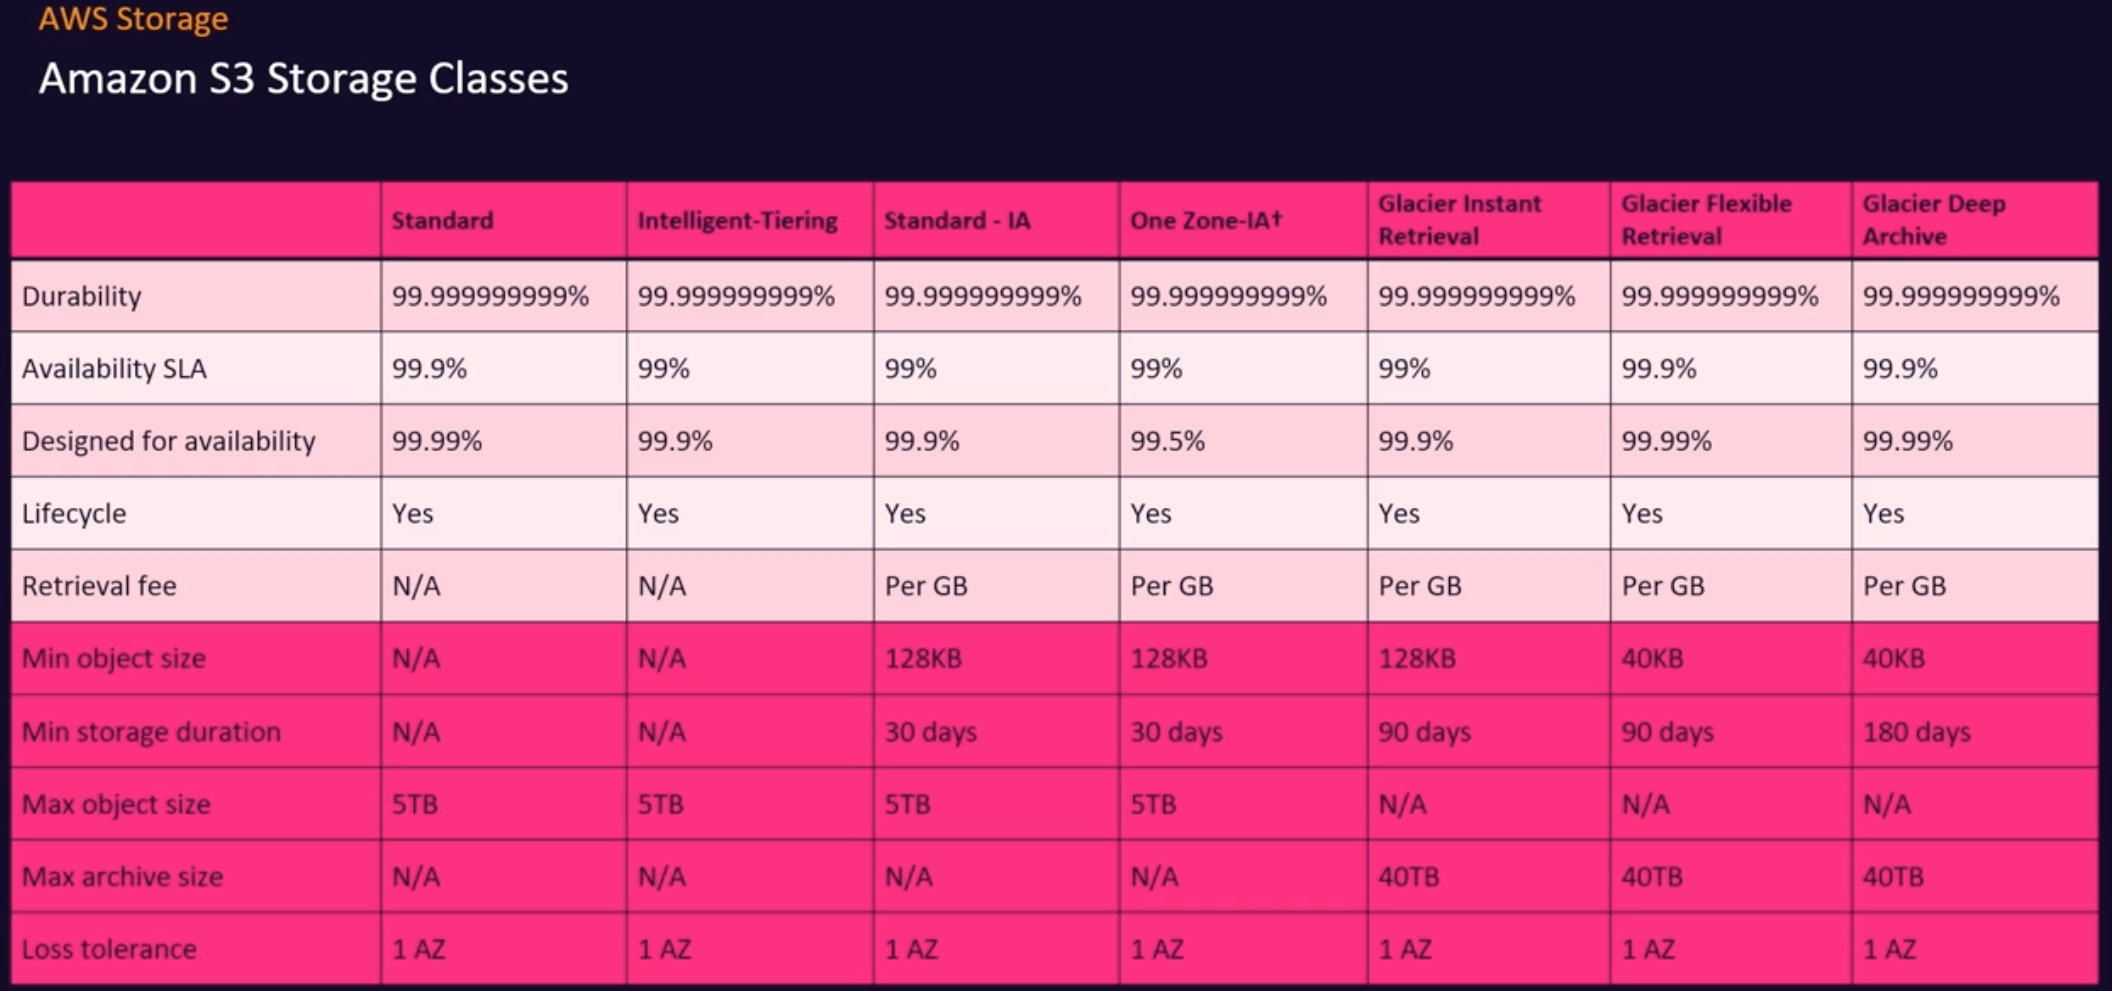 AWS Storage
Amazon S3 Storage Classes
Standard Intelligent-Tiering Standard - IA One Zone-IA† Glacier Instant Retrieval Glacier Flexible Retrieval Glacier Deep Archive
Durability 99.999999999% 99.999999999% 99.999999999% 99.999999999% 99.999999999% 99.999999999% 99.999999999%
Availability SLA 99.9% 99% 99% 99% 99% 99.9% 99.9%
Designed for availability 99.99% 99.9% 99.9% 99.5% 99.9% 99.99% 99.99%
Lifecycle Yes Yes Yes Yes Yes Yes Yes
Retrieval fee N/A N/A Per GB Per GB Per GB Per GB Per GB
Min object size N/A N/A 128KB 128KB 128KB 40KB 40KB
Min storage duration N/A N/A 30 days 30 days 90 days 90 days 180 days
Max object size 5TB 5TB 5TB 5TB N/A N/A N/A
Max archive size N/A N/A N/A N/A 40TB 40TB 40TB
Loss tolerance 1 AZ 1 AZ 1 AZ 1 AZ 1 AZ 1 AZ 1 AZ